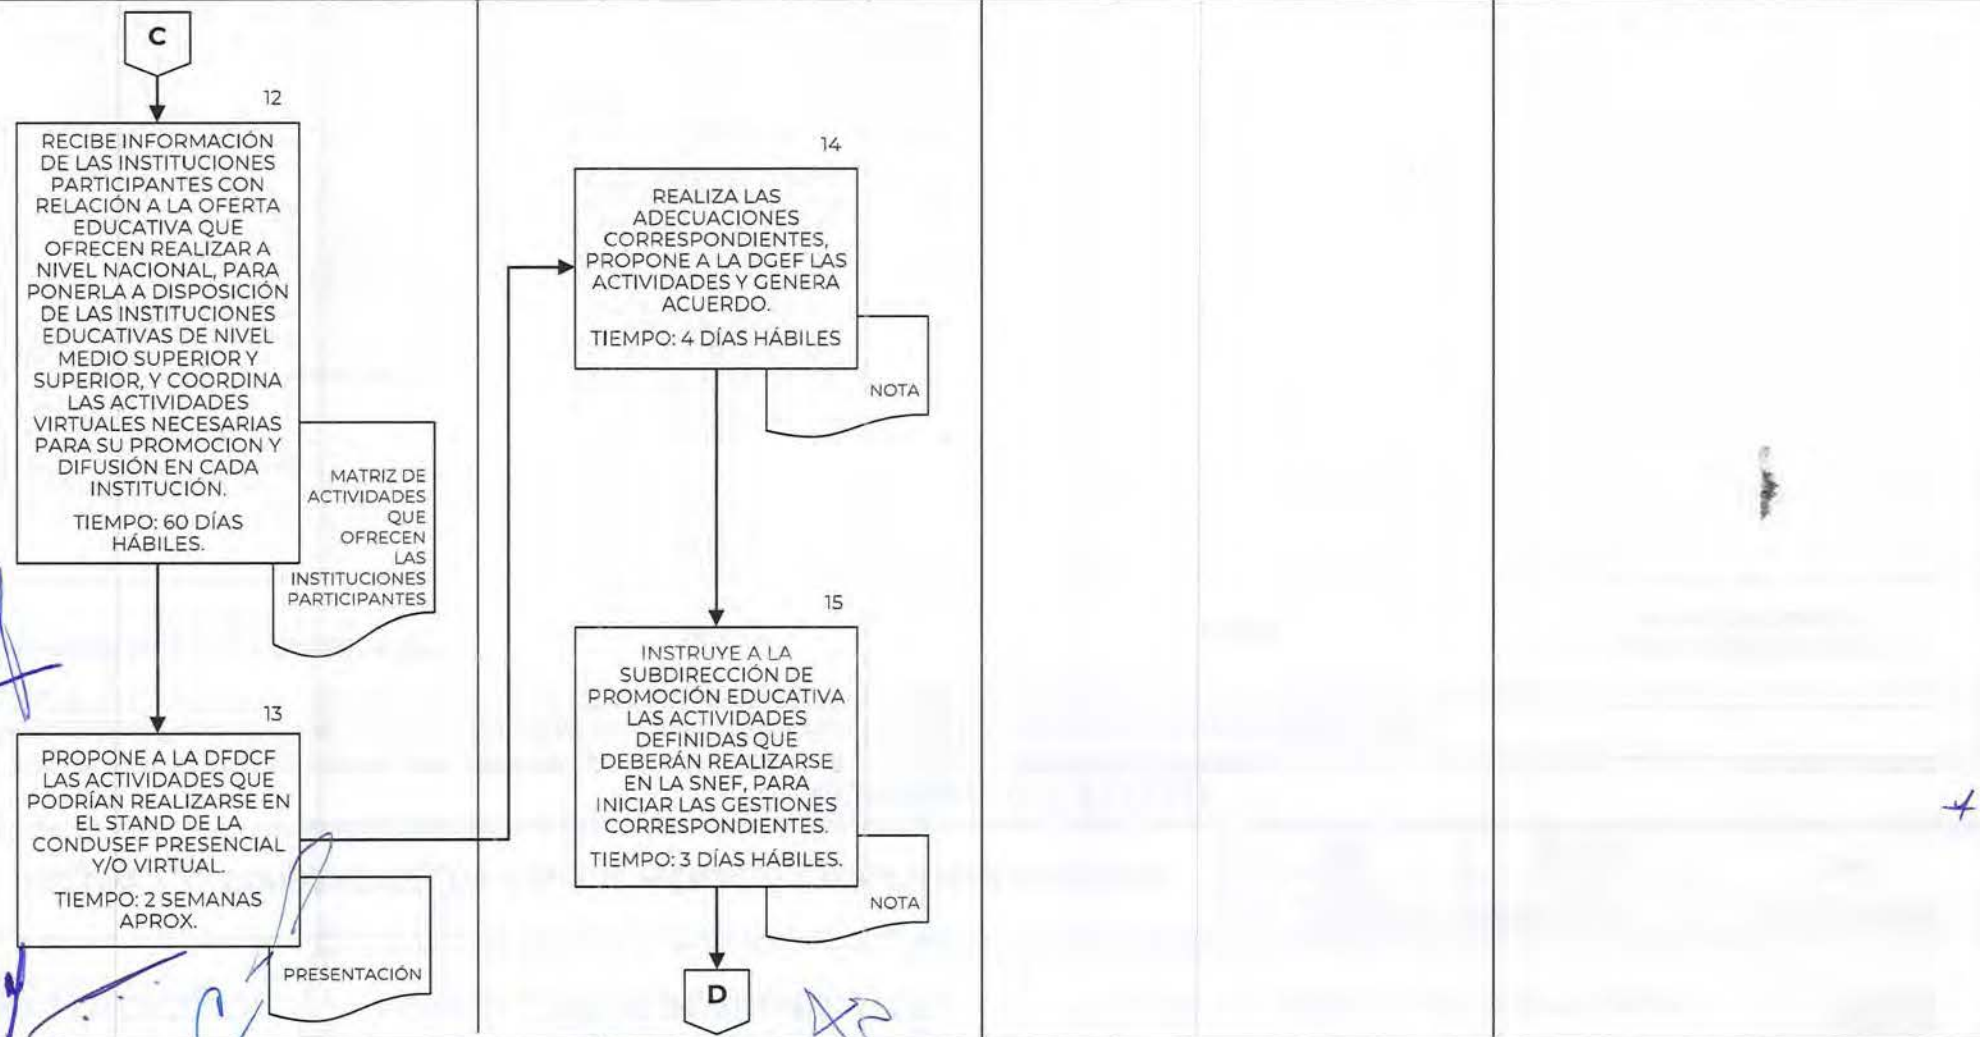 C
12
RECIBE INFORMACIÓN
DE LAS INSTITUCIONES
PARTICIPANTES CON
RELACIÓN A LA OFERTA
EDUCATIVA QUE
OFRECEN REALIZAR A
NIVEL NACIONAL, PARA
PONERLA A DISPOSICIÓN
DE LAS INSTITUCIONES
EDUCATIVAS DE NIVEL
MEDIO SUPERIOR Y
SUPERIOR, Y COORDINA
LAS ACTIVIDADES
VIRTUALES NECESARIAS
PARA SU PROMOCION Y
DIFUSIÓN EN CADA
INSTITUCIÓN.
TIEMPO: 60 DÍAS
HÁBILES.
MATRIZ DE
ACTIVIDADES
QUE
OFRECEN
LAS
INSTITUCIONES
PARTICIPANTES
13
PROPONE A LA DFDCF
LAS ACTIVIDADES QUE
PODRÍAN REALIZARSE EN
EL STAND DE LA
CONDUSEF PRESENCIAL
Y/O VIRTUAL.
TIEMPO: 2 SEMANAS
APROX.
PRESENTACIÓN
14
REALIZA LAS
ADECUACIONES
CORRESPONDIENTES,
PROPONE A LA DGEF LAS
ACTIVIDADES Y GENERA
ACUERDO.
TIEMPO: 4 DÍAS HÁBILES
NOTA
15
INSTRUYE A LA
SUBDIRECCIÓN DE
PROMOCIÓN EDUCATIVA
LAS ACTIVIDADES
DEFINIDAS QUE
DEBERÁN REALIZARSE
EN LA SNEF, PARA
INICIAR LAS GESTIONES
CORRESPONDIENTES.
TIEMPO: 3 DÍAS HÁBILES.
NOTA
D